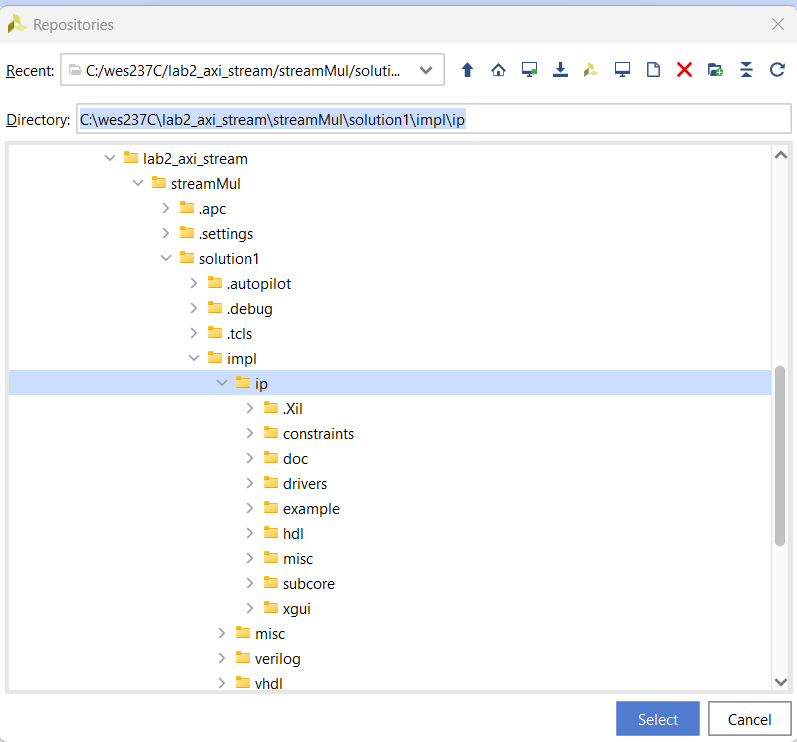 Repositories
Recent: C:/wes237C/lab2_axi_stream/streamMul/soluti...
Directory: C:\wes237C\lab2_axi_stream\streamMul\solution1\impl\ip
lab2_axi_stream
streamMul
.apc
.settings
solution1
.autopilot
.debug
.tcls
impl
ip
.Xil
constraints
doc
drivers
example
hdl
misc
subcore
xgui
misc
verilog
vhdl
Select Cancel